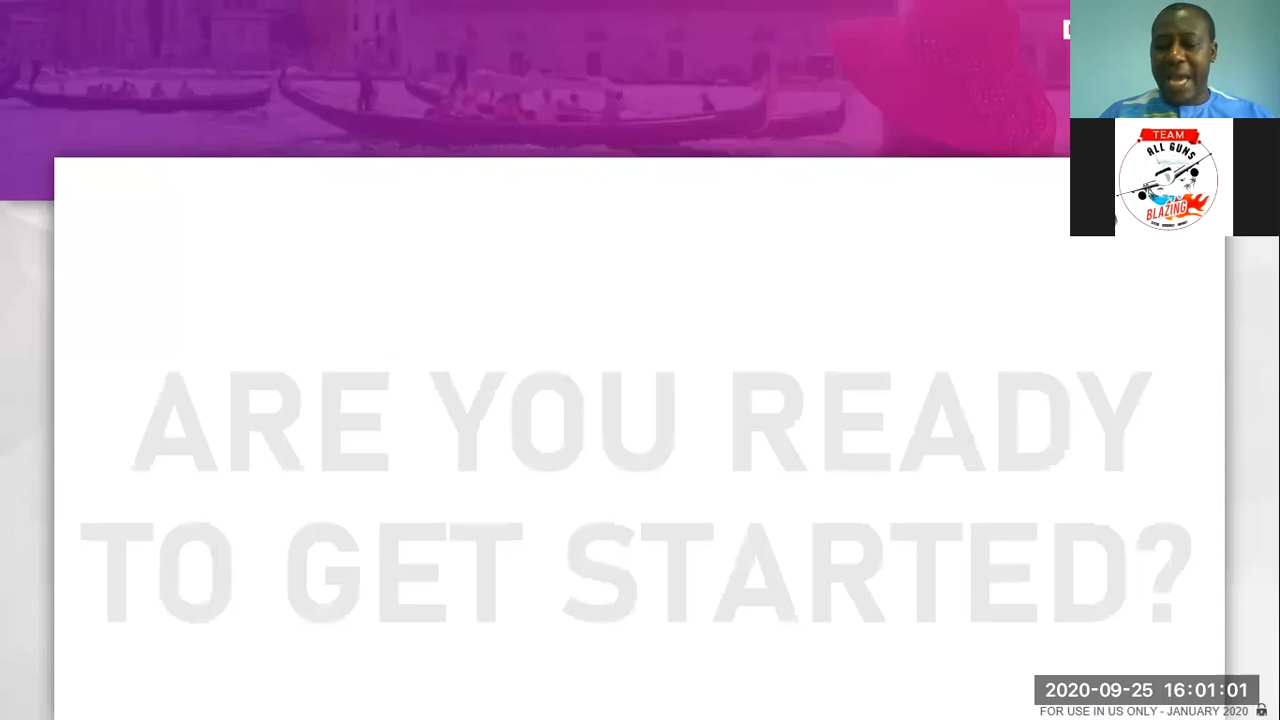 TEAM
ALL GUNS
BLAZING
ARE YOU READY
TO GET STARTED?
2020-09-25 16:01:01
FOR USE IN US ONLY - JANUARY 2020